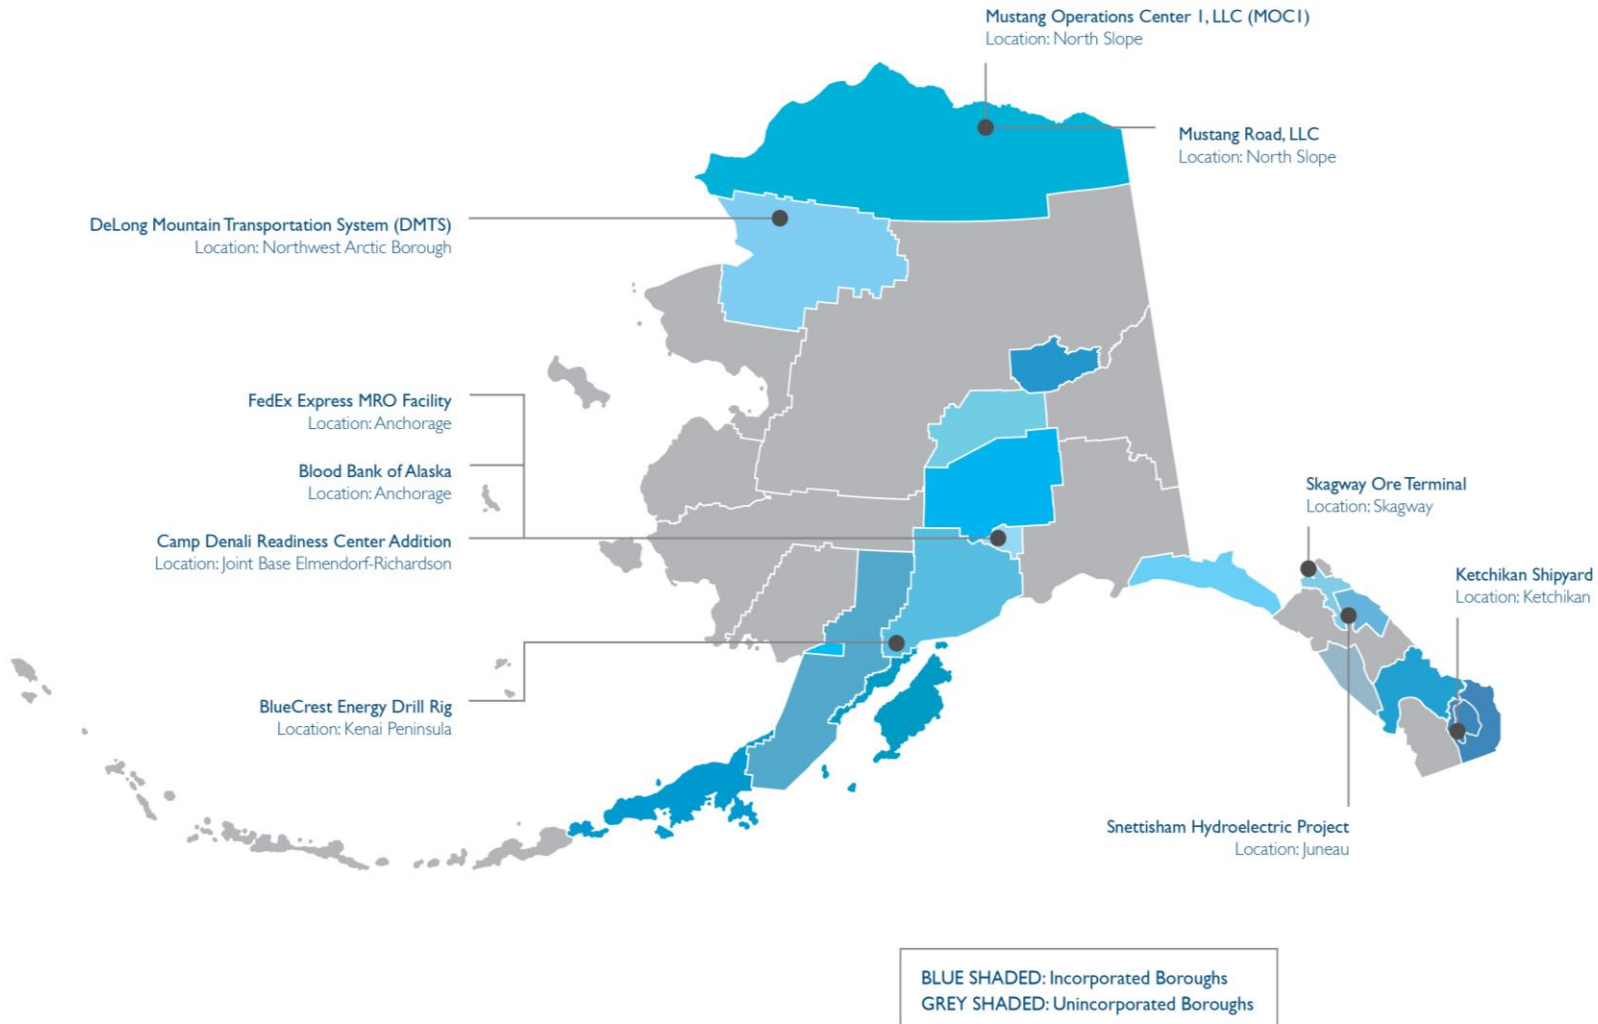 Mustang Operations Center 1, LLC (MOC1)
Location: North Slope
Mustang Road, LLC
Location: North Slope
DeLong Mountain Transportation System (DMTS)
Location: Northwest Arctic Borough
FedEx Express MRO Facility
Location: Anchorage
Blood Bank of Alaska
Location: Anchorage
Camp Denali Readiness Center Addition
Location: Joint Base Elmendorf-Richardson
BlueCrest Energy Drill Rig
Location: Kenai Peninsula
Skagway Ore Terminal
Location: Skagway
Ketchikan Shipyard
Location: Ketchikan
Snettisham Hydroelectric Project
Location: Juneau
BLUE SHADED: Incorporated Boroughs
GREY SHADED: Unincorporated Boroughs